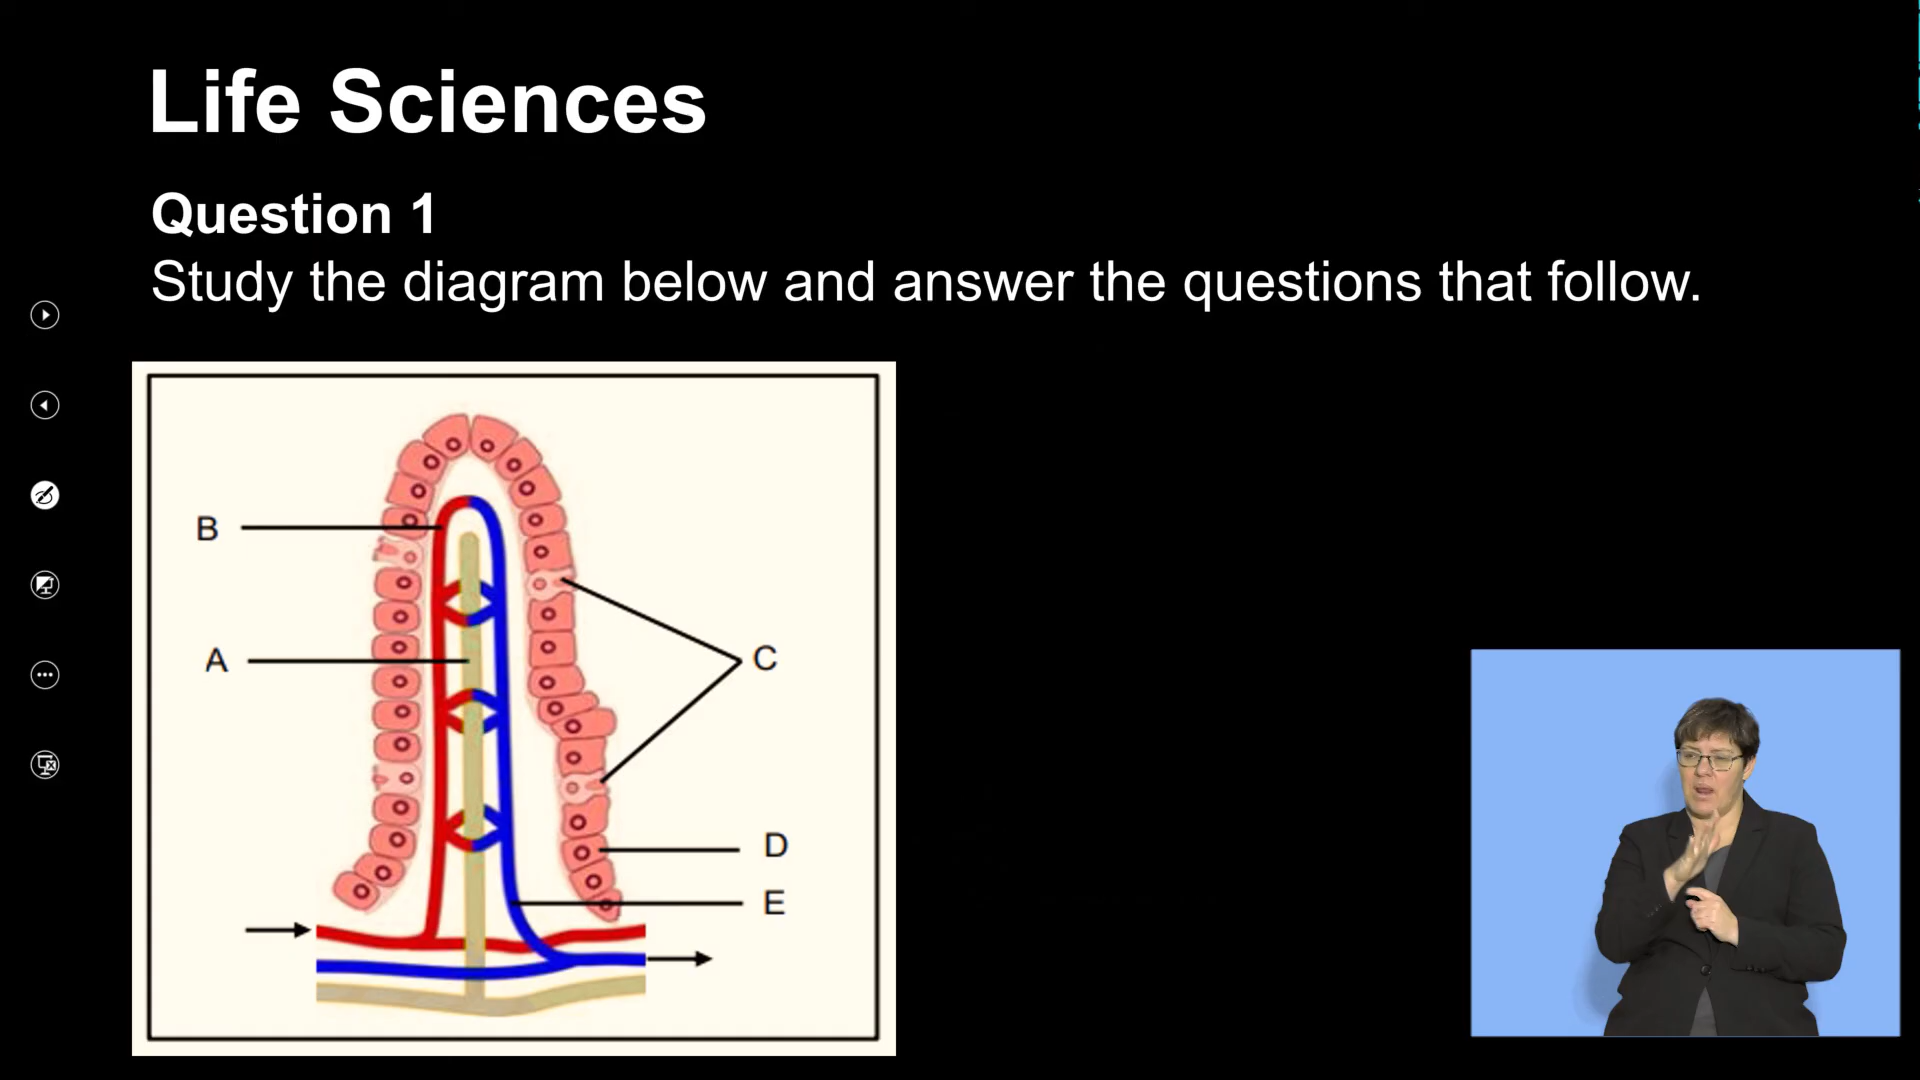 Life Sciences
Question 1
Study the diagram below and answer the questions that follow.
B
A
C
D
E